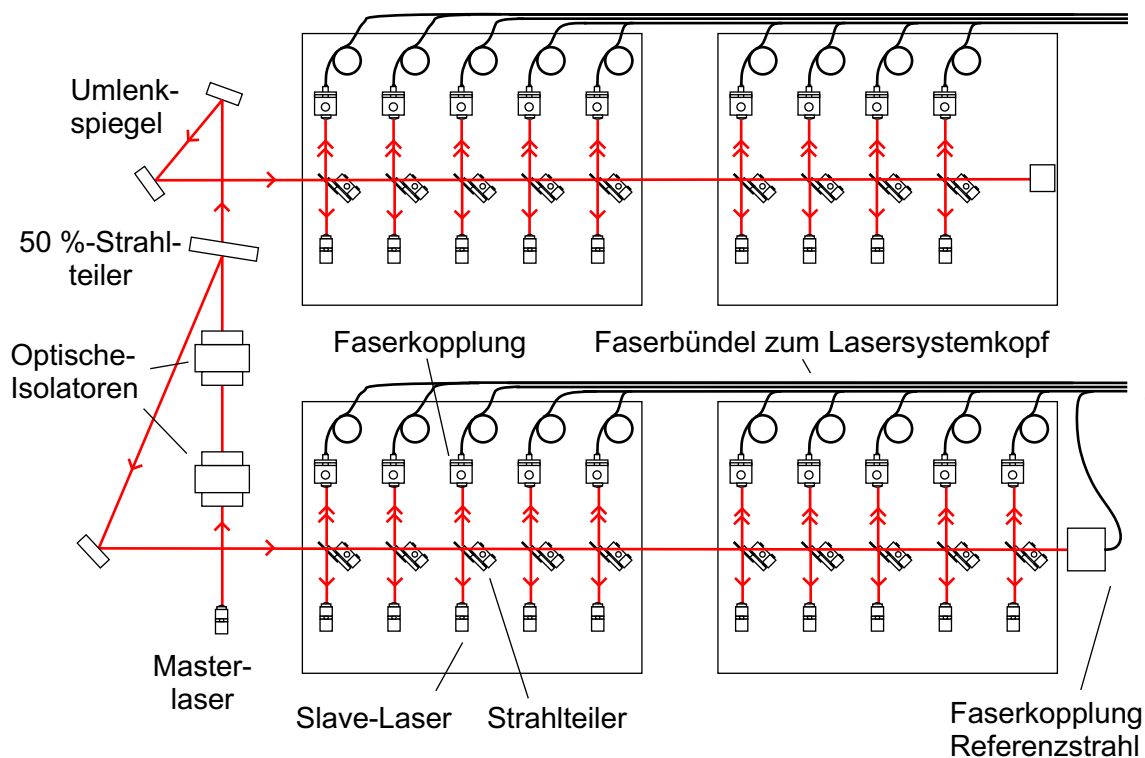 Umlenk-
spiegel
50 %-Strahl-
teiler
Optische-
Isolatoren
Faserkopplung
Faserbündel zum Lasersystemkopf
Master-
laser
Slave-Laser
Strahlteiler
Faserkopplung
Referenzstrahl